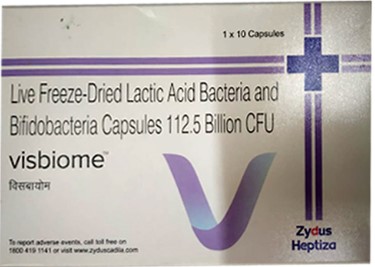 1 x 10 Capsules
Live Freeze-Dried Lactic Acid Bacteria and
Bifidobacteria Capsules 112.5 Billion CFU
visbiome™
विसबायोम
To report adverse events, call toll free on
1800 419 1141 or visit www.zyduscadila.com
Zydus
Heptiza